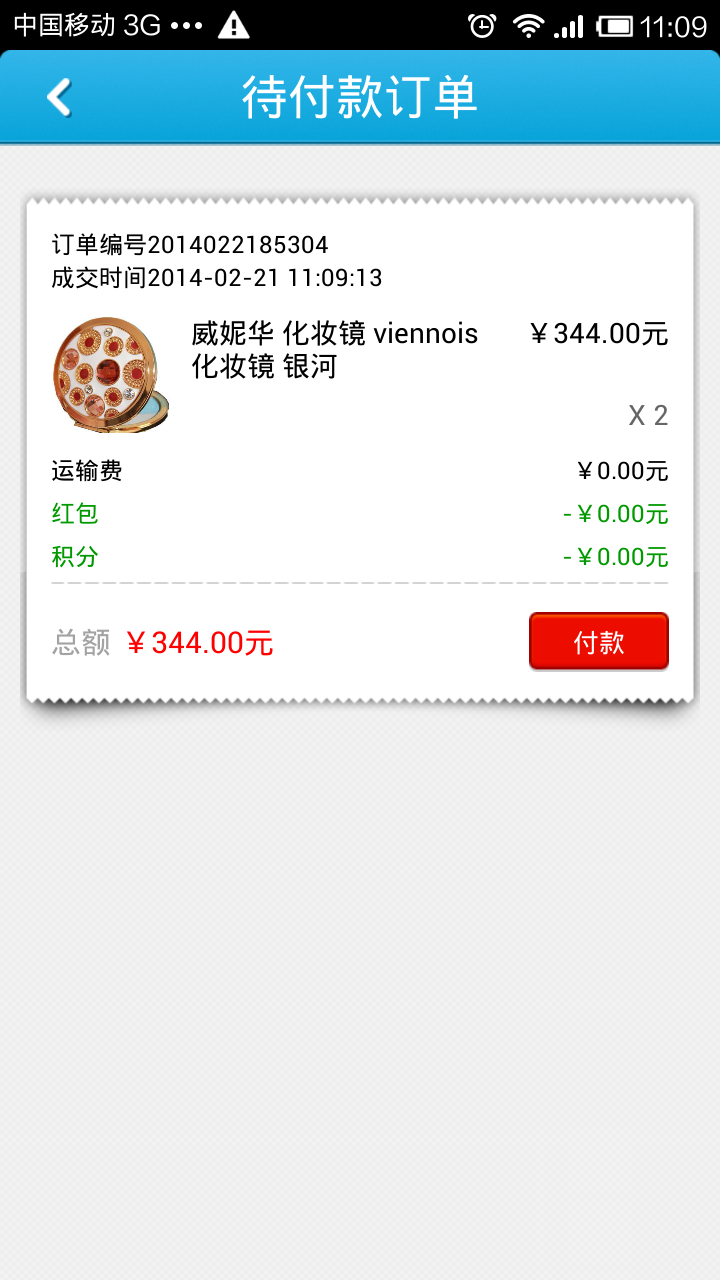 中国移动 3G ••• 11:09
待付款订单
订单编号2014022185304
成交时间2014-02-21 11:09:13
威妮华 化妆镜 viennois ￥344.00元
化妆镜 银河
X 2
运输费 ￥0.00元
红包 -￥0.00元
积分 -￥0.00元
总额 ￥344.00元 付款